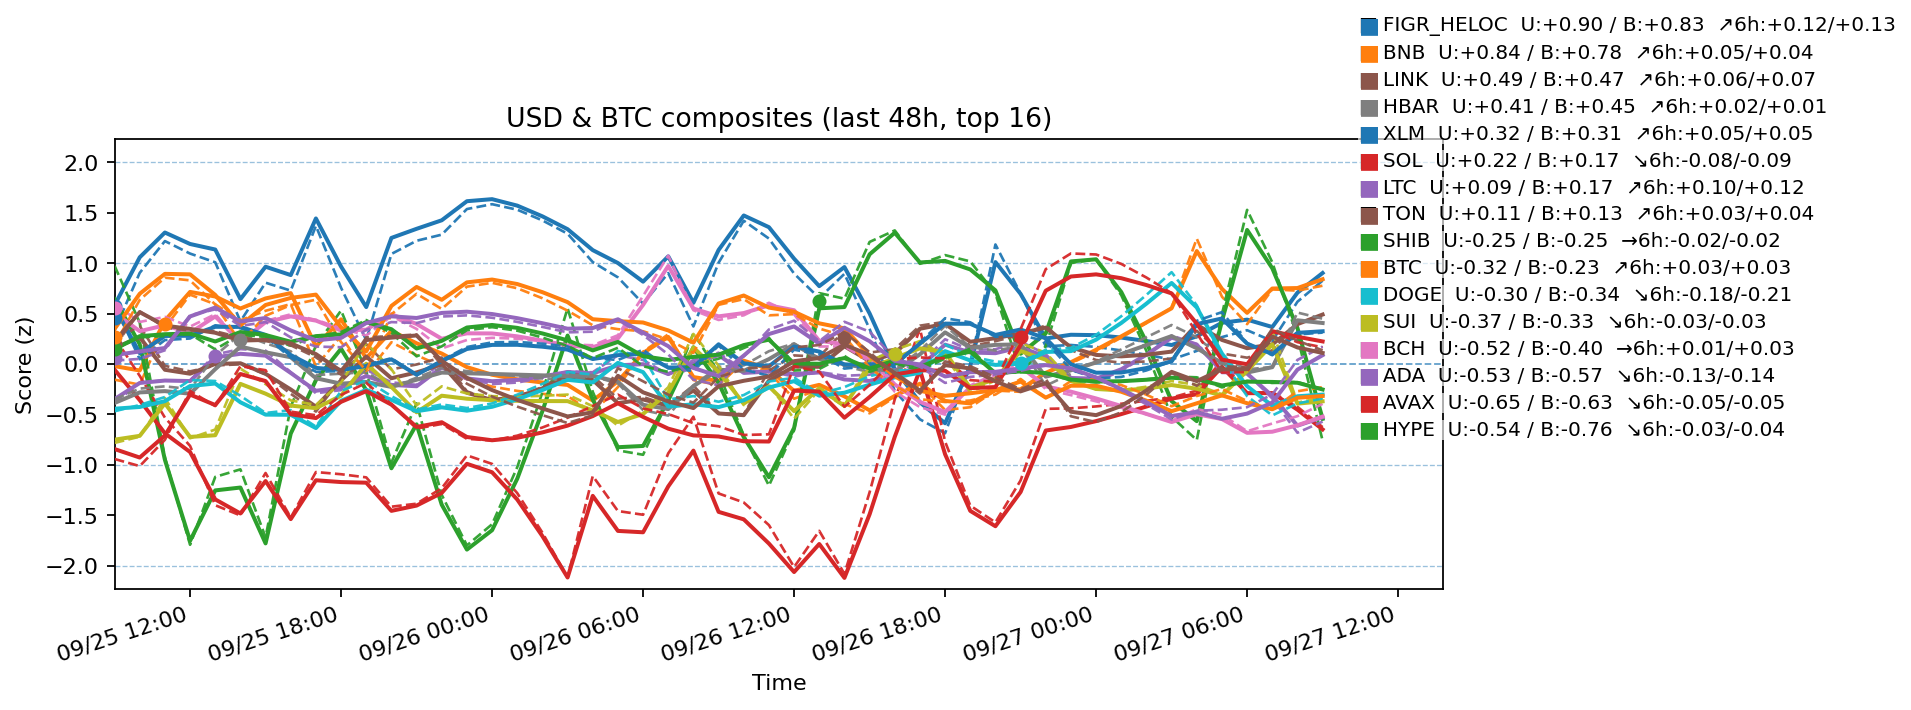 FIGR_HELOC U:+0.90 / B:+0.83 ↗6h:+0.12/+0.13
BNB U:+0.84 / B:+0.78 ↗6h:+0.05/+0.04
LINK U:+0.49 / B:+0.47 ↗6h:+0.06/+0.07
HBAR U:+0.41 / B:+0.45 ↗6h:+0.02/+0.01
XLM U:+0.32 / B:+0.31 ↗6h:+0.05/+0.05
SOL U:+0.22 / B:+0.17 ↘6h:-0.08/-0.09
LTC U:+0.09 / B:+0.17 ↗6h:+0.10/+0.12
TON U:+0.11 / B:+0.13 ↗6h:+0.03/+0.04
SHIB U:-0.25 / B:-0.25 →6h:-0.02/-0.02
BTC U:-0.32 / B:-0.23 ↗6h:+0.03/+0.03
DOGE U:-0.30 / B:-0.34 ↘6h:-0.18/-0.21
SUI U:-0.37 / B:-0.33 ↘6h:-0.03/-0.03
BCH U:-0.52 / B:-0.40 →6h:+0.01/+0.03
ADA U:-0.53 / B:-0.57 ↘6h:-0.13/-0.14
AVAX U:-0.65 / B:-0.63 ↘6h:-0.05/-0.05
HYPE U:-0.54 / B:-0.76 ↘6h:-0.03/-0.04
USD & BTC composites (last 48h, top 16)
Score (z)
2.0
1.5
1.0
0.5
0.0
−0.5
−1.0
−1.5
−2.0
09/25 12:00
09/25 18:00
09/26 00:00
09/26 06:00
09/26 12:00
09/26 18:00
09/27 00:00
09/27 06:00
09/27 12:00
Time